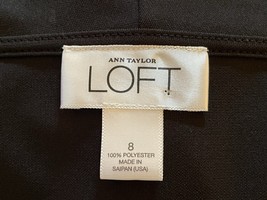 ANN TAYLOR
LOFT
8
100% POLYESTER
MADE IN
SAIPAN (USA)